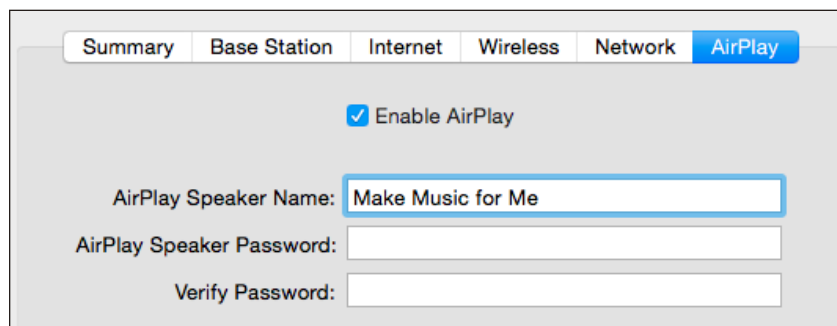 Summary Base Station Internet Wireless Network AirPlay
Enable AirPlay
AirPlay Speaker Name: Make Music for Me
AirPlay Speaker Password:
Verify Password: